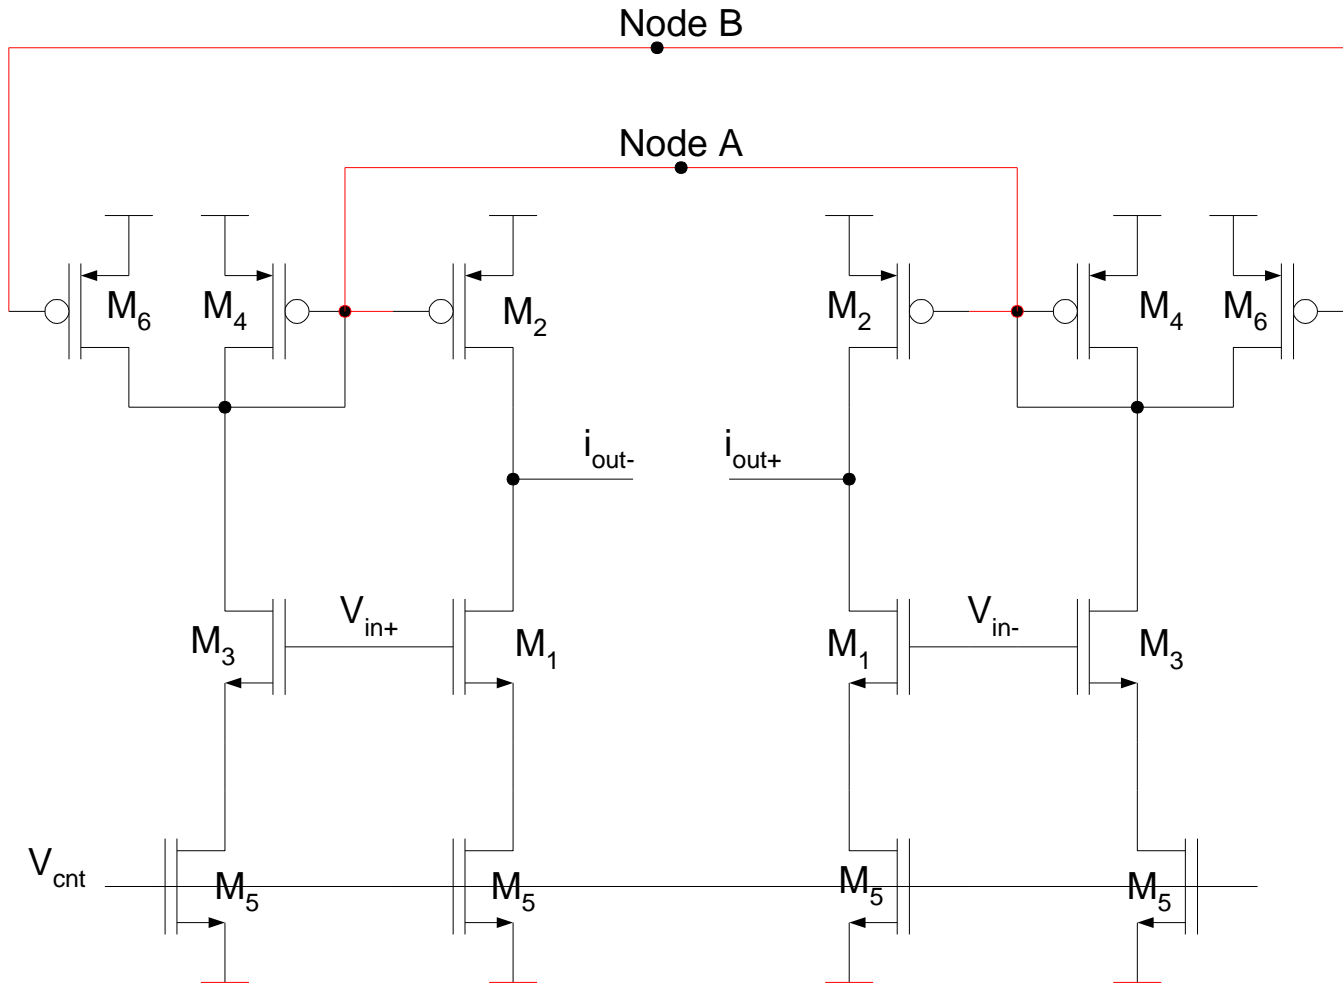 Node B
Node A
M6 M4 M2 M2 M4 M6
iout- iout+
M3 Vin+ M1 M1 Vin- M3
Vcnt M5 M5 M5 M5